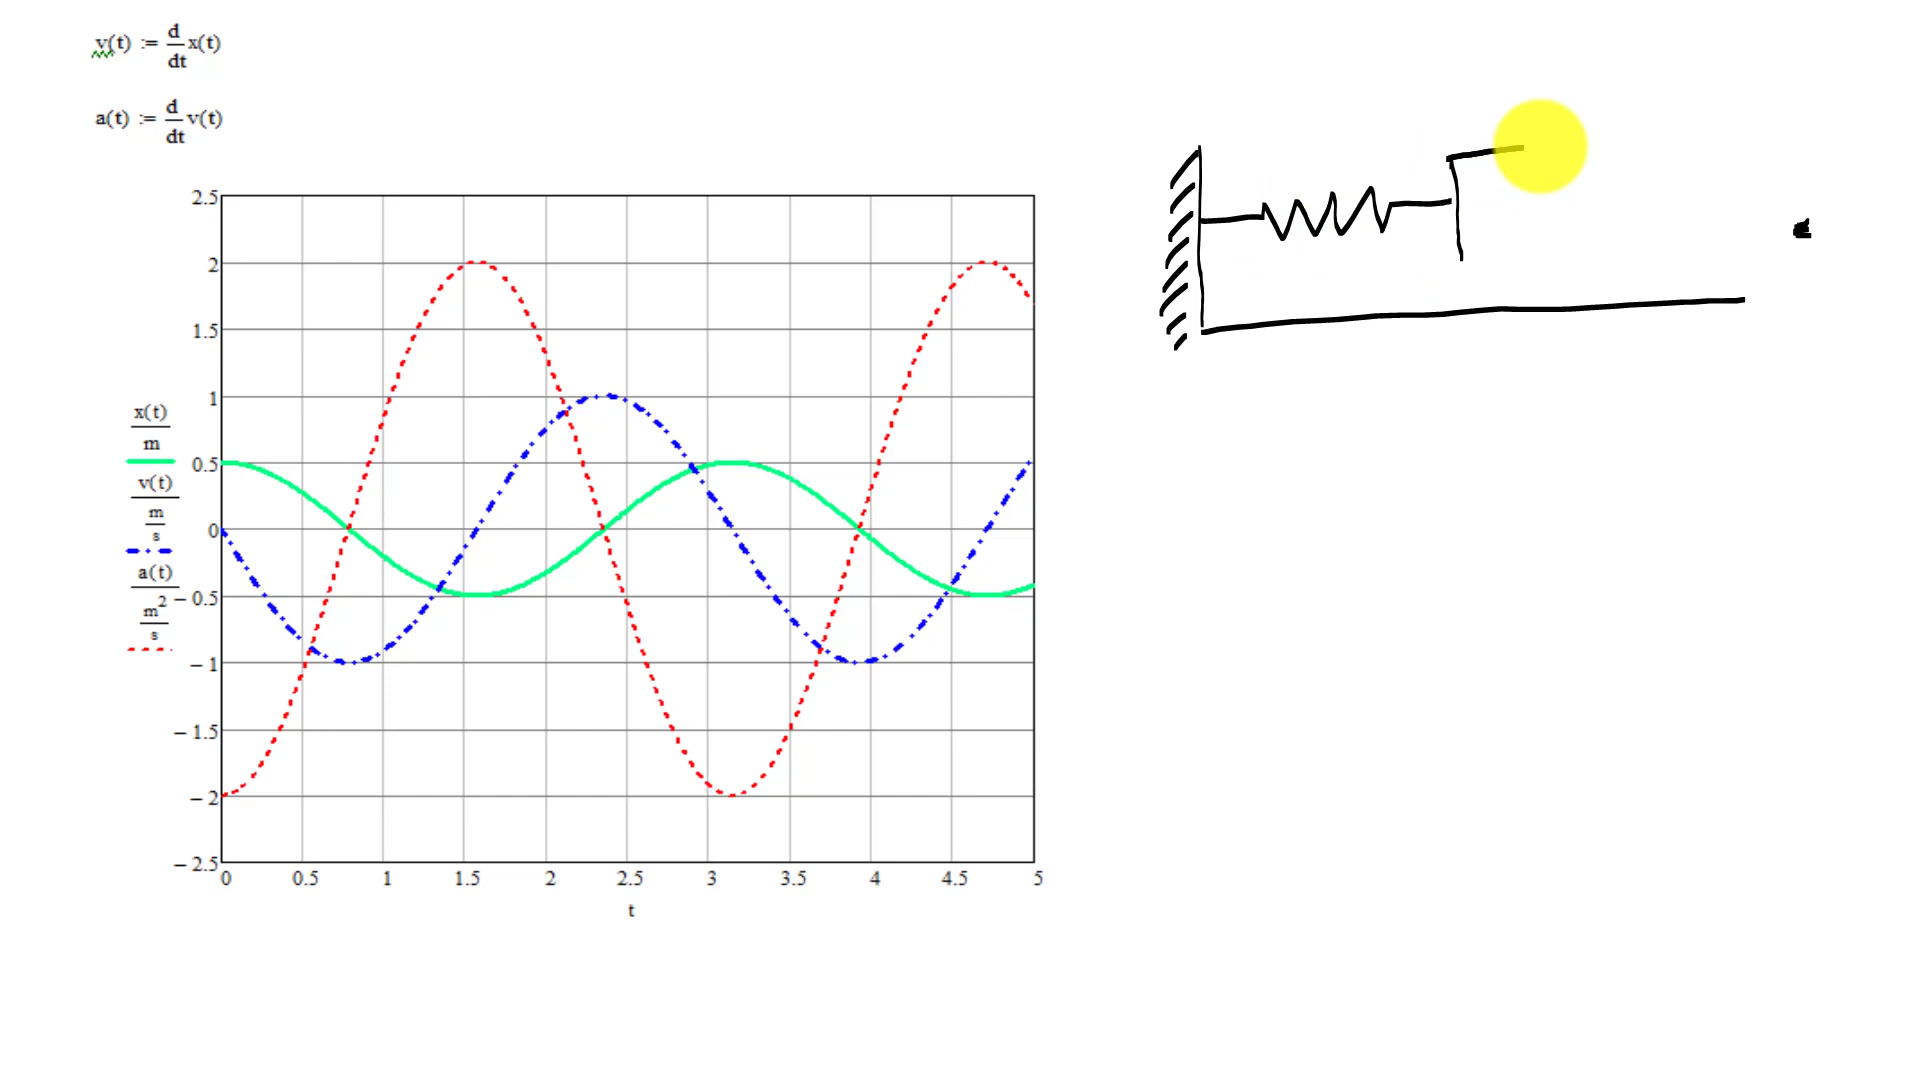 v(t) := d/dt x(t)
a(t) := d/dt v(t)
2.5
2
1.5
1
0.5
0
−0.5
−1
−1.5
−2
−2.5
x(t)
m
v(t)
m
s
a(t)
m²
s
0 0.5 1 1.5 2 2.5 3 3.5 4 4.5 5
t